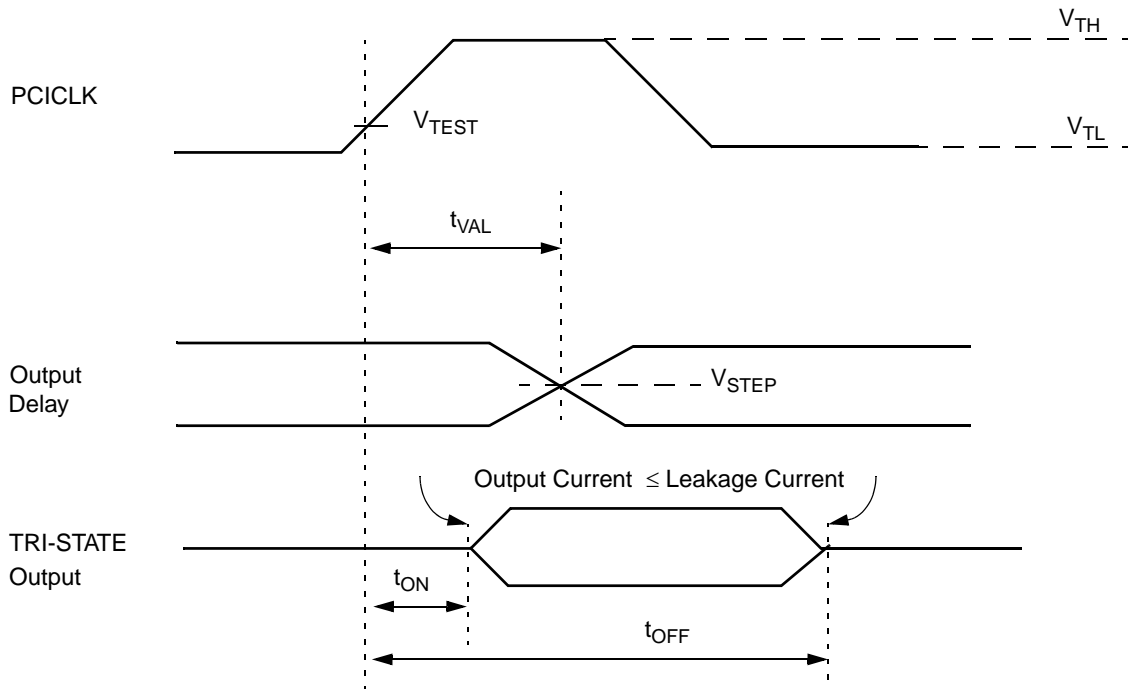 V_TH
PCICLK
V_TEST
V_TL
t_VAL
Output
Delay
V_STEP
Output Current ≤ Leakage Current
TRI-STATE
Output
t_ON
t_OFF